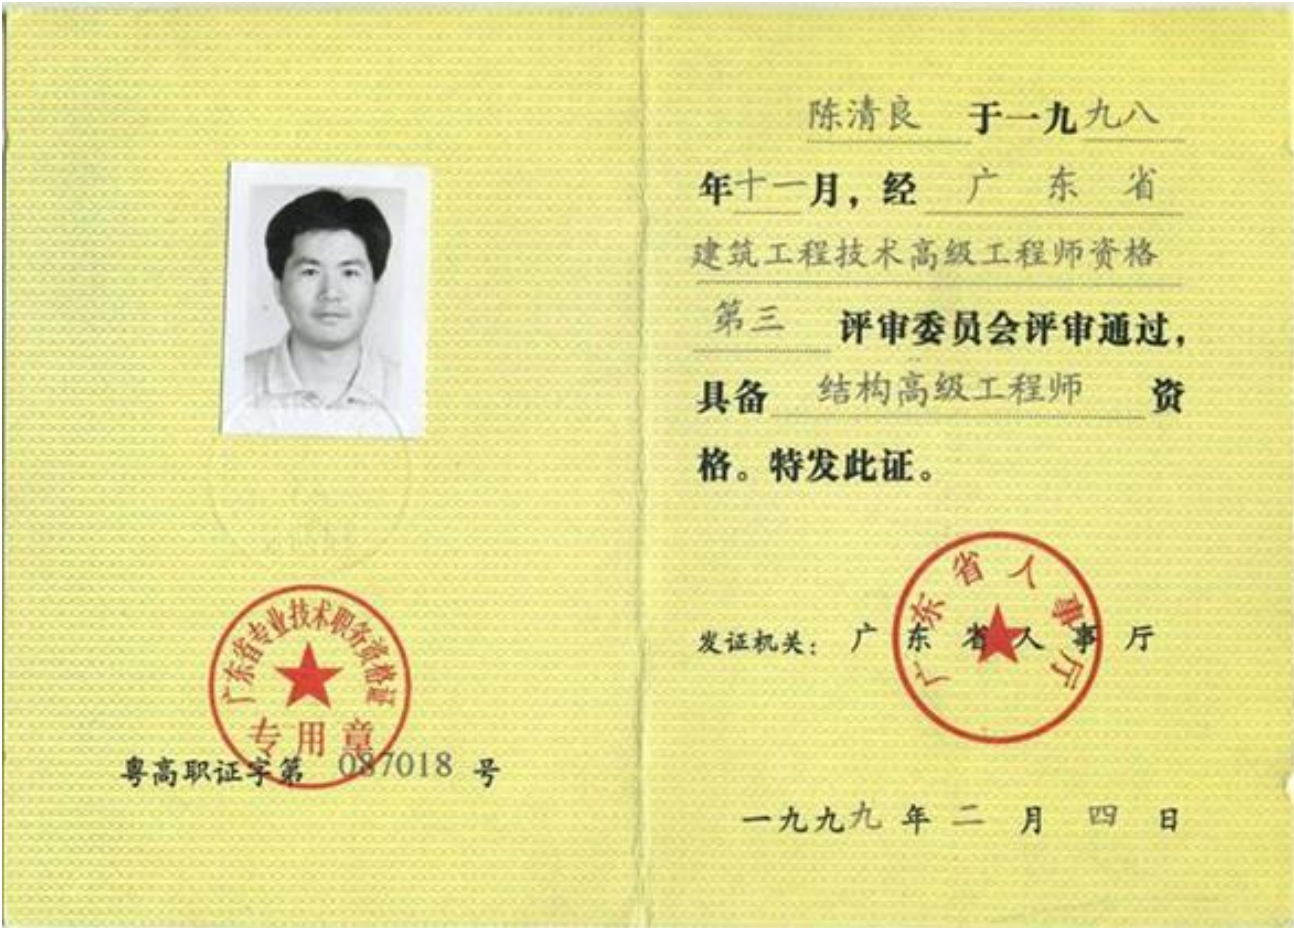 广东省专业技术职务资格证
专用章
粤高职证字第 087018 号
陈清良 于一九九八
年十一月，经 广东省
建筑工程技术高级工程师资格
第三 评审委员会评审通过，
具备 结构高级工程师 资
格。特发此证。
广东省人事厅
发证机关：广东省人事厅
一九九九年二月四日